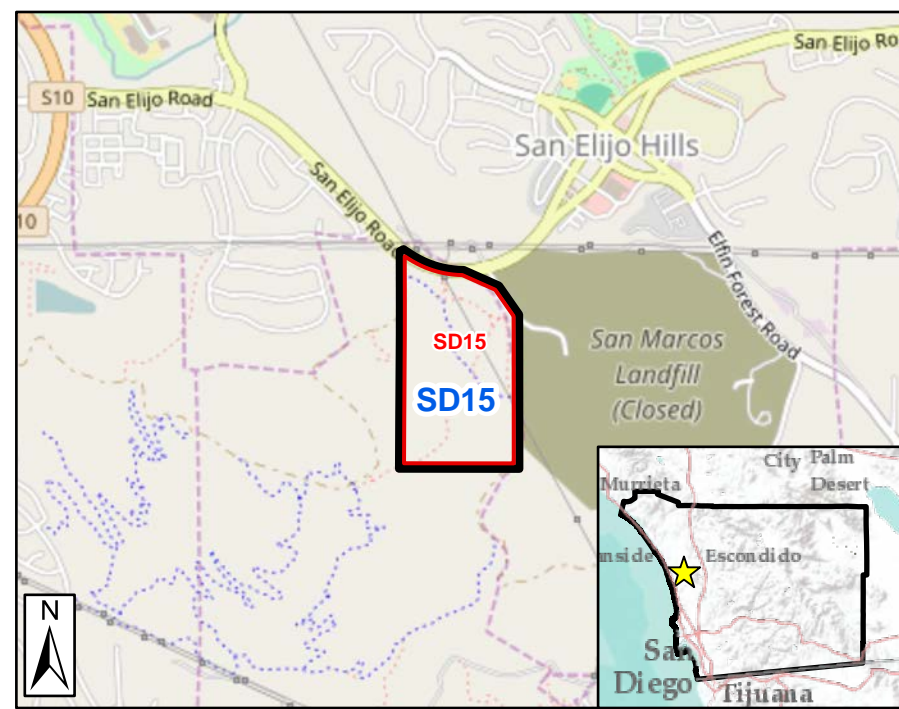 San Elijo Ro
S10
San Elijo Road
San Elijo Hills
San Elijo Road
10
Elfin Forest Road
SD15
SD15
San Marcos
Landfill
(Closed)
City
Palm
Desert
Murrieta
nside
Escondido
San
Diego
Tijuana
N